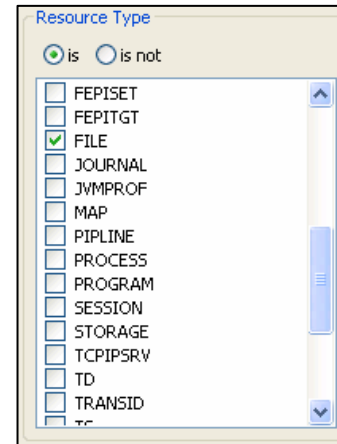 Resource Type
is is not
FEPISET
FEPITGT
FILE
JOURNAL
JVMPROF
MAP
PIPLINE
PROCESS
PROGRAM
SESSION
STORAGE
TCPIPSRV
TD
TRANSID